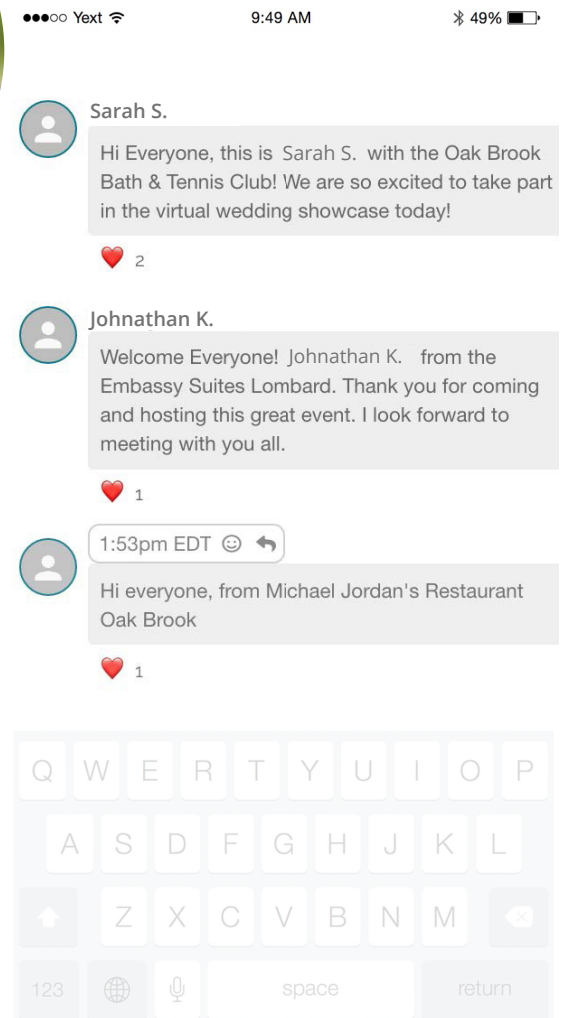 Yext 9:49 AM 49%
Sarah S.
Hi Everyone, this is Sarah S. with the Oak Brook
Bath & Tennis Club! We are so excited to take part
in the virtual wedding showcase today!
2
Johnathan K.
Welcome Everyone! Johnathan K. from the
Embassy Suites Lombard. Thank you for coming
and hosting this great event. I look forward to
meeting with you all.
1
1:53pm EDT
Hi everyone, from Michael Jordan's Restaurant
Oak Brook
1
Q W E R T Y U I O P
A S D F G H J K L
Z X C V B N M
123 space return